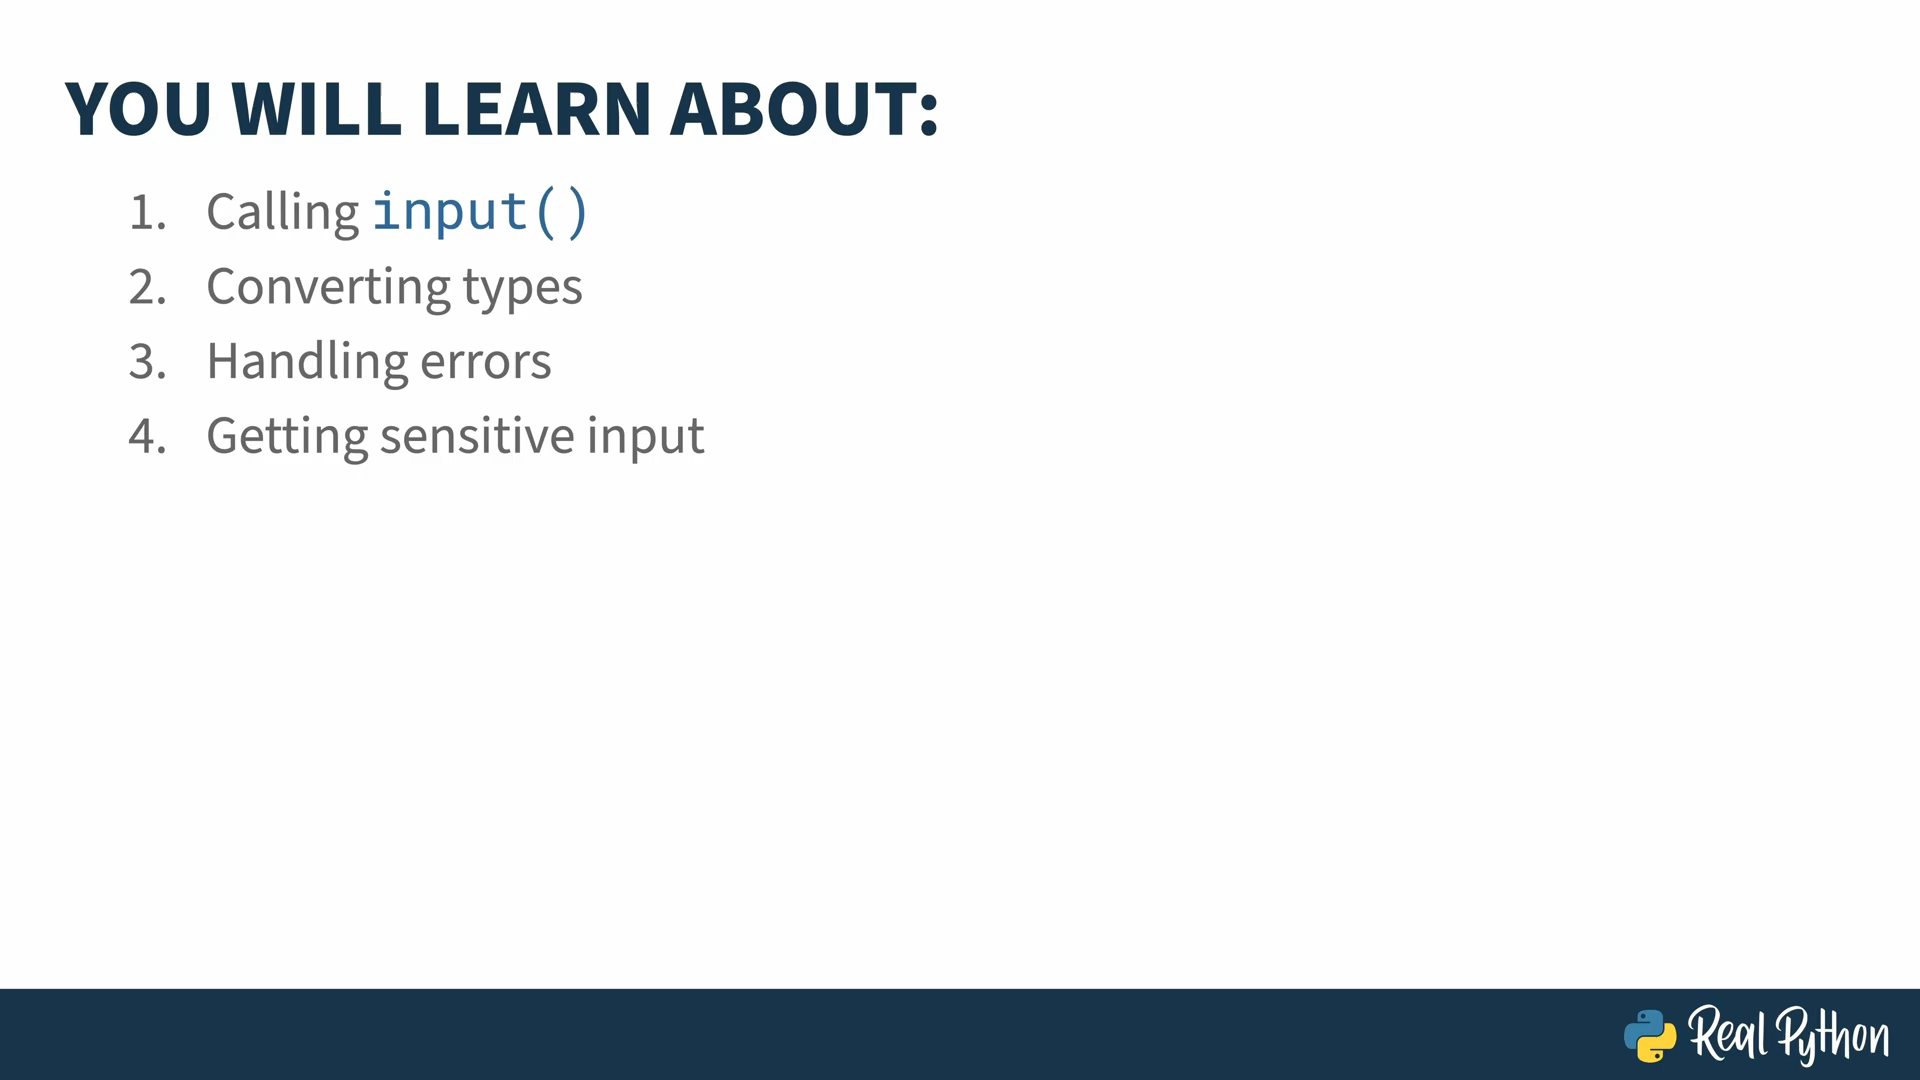 YOU WILL LEARN ABOUT:
1. Calling input()
2. Converting types
3. Handling errors
4. Getting sensitive input
Real Python